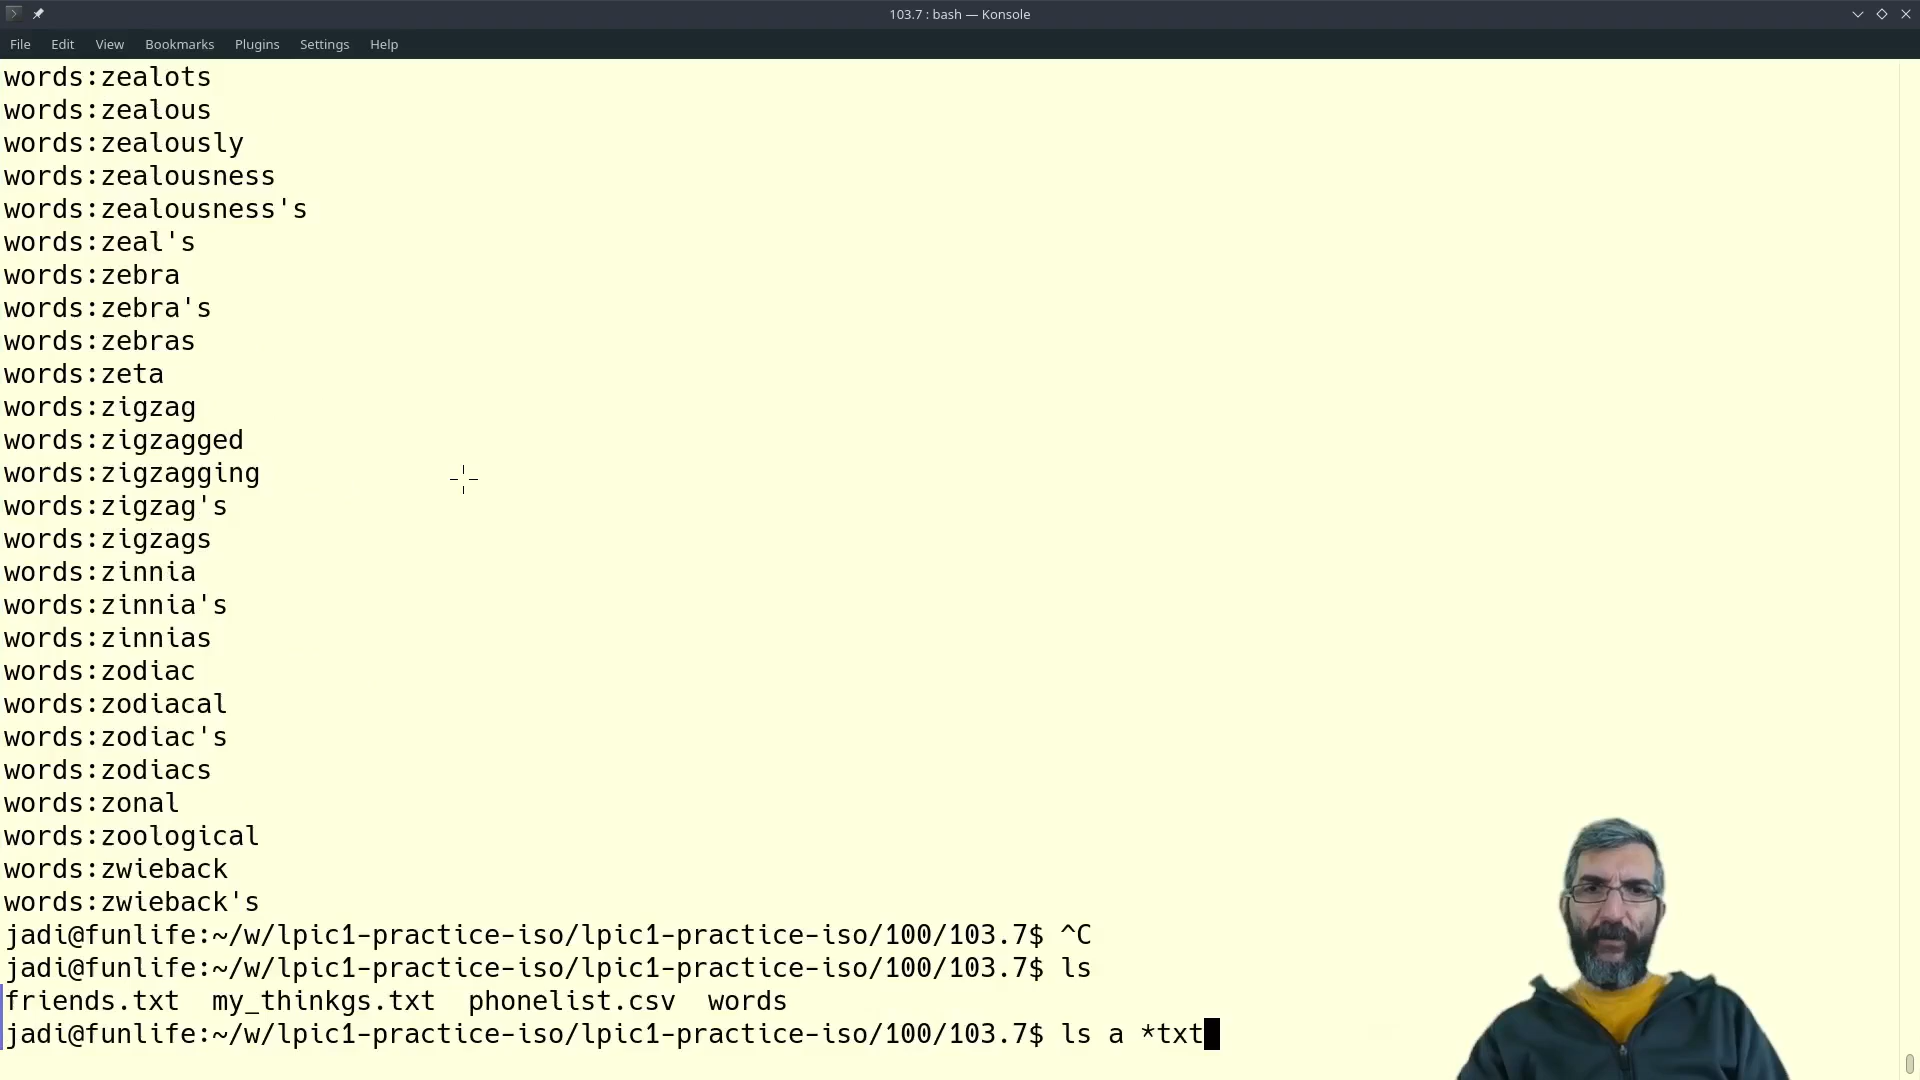 103.7 : bash — Konsole
File Edit View Bookmarks Plugins Settings Help
words:zealots
words:zealous
words:zealously
words:zealousness
words:zealousness's
words:zeal's
words:zebra
words:zebra's
words:zebras
words:zeta
words:zigzag
words:zigzagged
words:zigzagging
words:zigzag's
words:zigzags
words:zinnia
words:zinnia's
words:zinnias
words:zodiac
words:zodiacal
words:zodiac's
words:zodiacs
words:zonal
words:zoological
words:zwieback
words:zwieback's
jadi@funlife:~/w/lpic1-practice-iso/lpic1-practice-iso/100/103.7$ ^C
jadi@funlife:~/w/lpic1-practice-iso/lpic1-practice-iso/100/103.7$ ls
friends.txt  my_thinkgs.txt  phonelist.csv  words
jadi@funlife:~/w/lpic1-practice-iso/lpic1-practice-iso/100/103.7$ ls a *txt